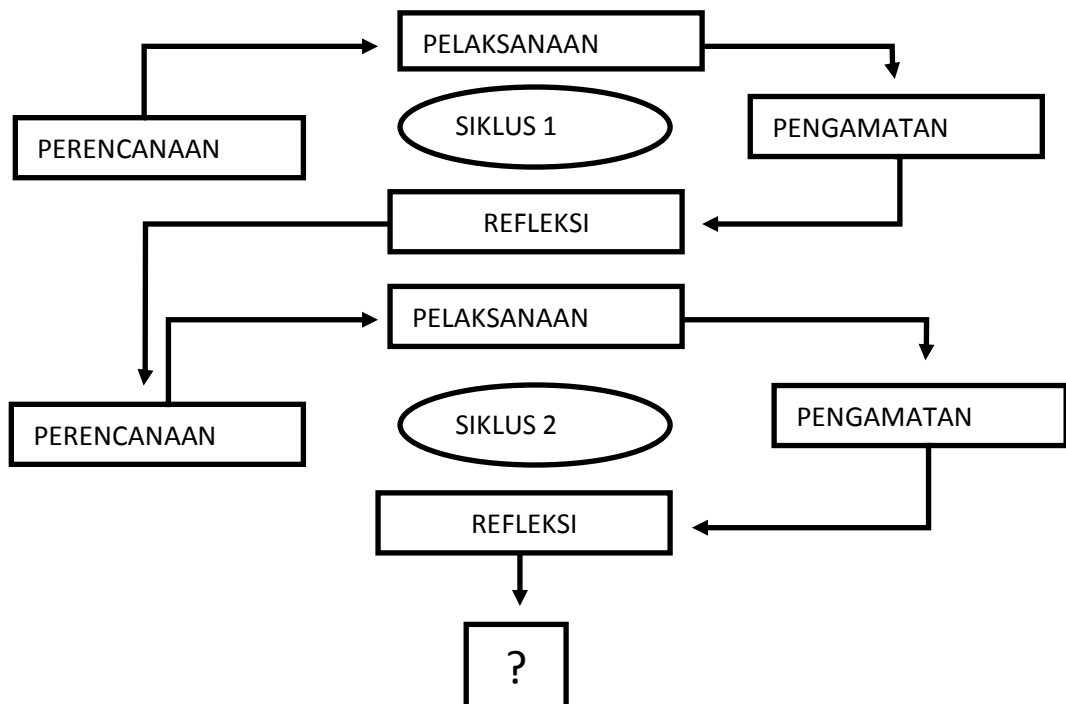 PELAKSANAAN
PERENCANAAN
SIKLUS 1
PENGAMATAN
REFLEKSI
PELAKSANAAN
PERENCANAAN
SIKLUS 2
PENGAMATAN
REFLEKSI
?